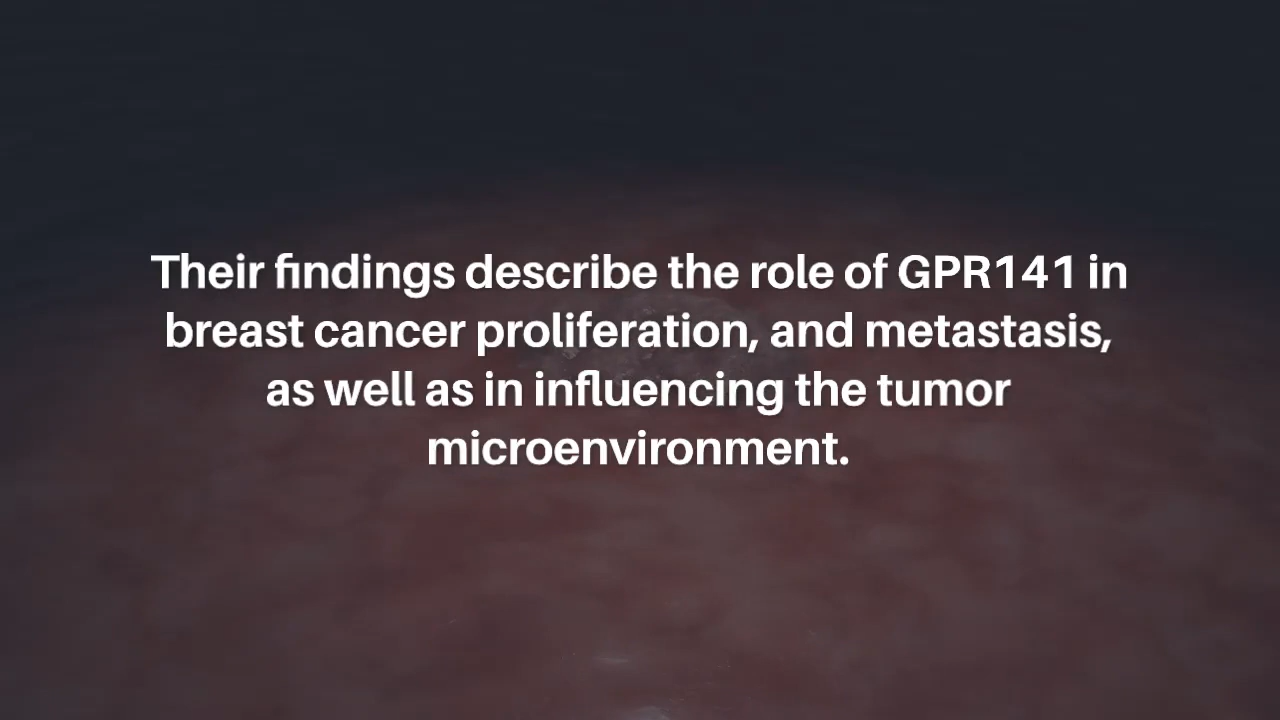 Their findings describe the role of GPR141 in
breast cancer proliferation, and metastasis,
as well as in influencing the tumor
microenvironment.